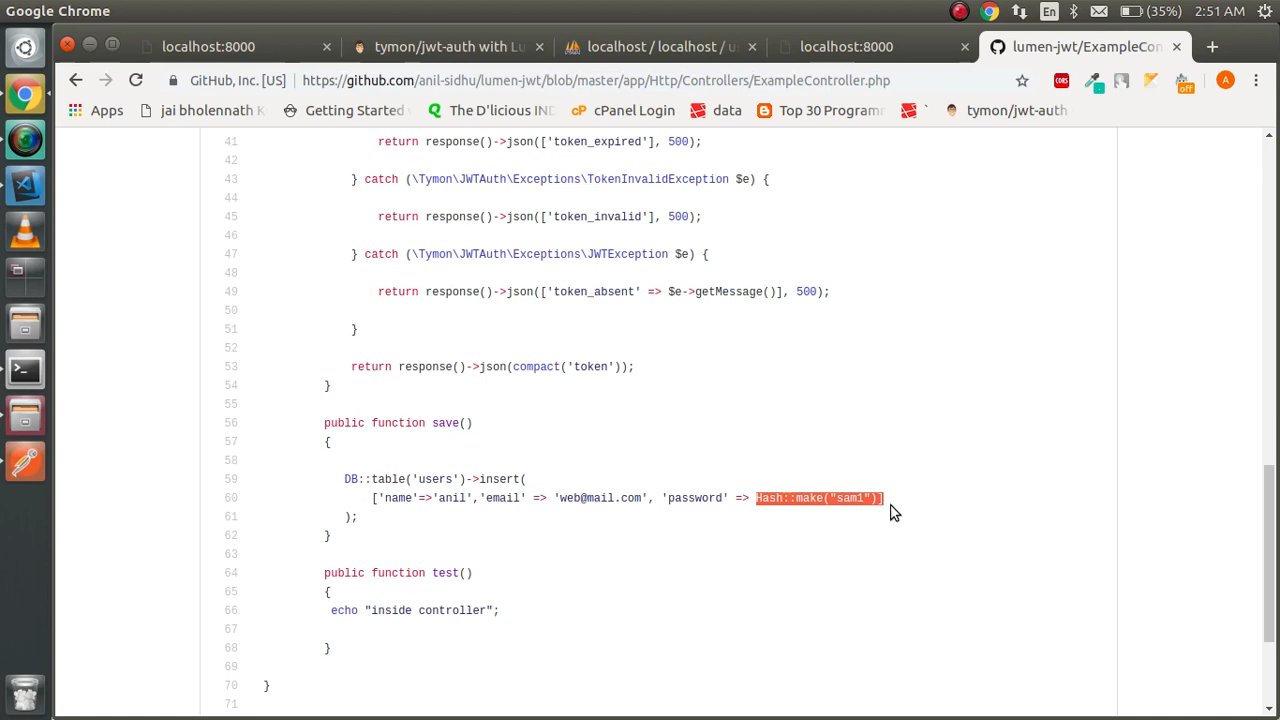 Google Chrome
En
(35%)
2:51 AM
localhost:8000
tymon/jwt-auth with Lu
localhost / localhost / u
localhost:8000
lumen-jwt/ExampleCon
GitHub, Inc. [US]
https://github.com/anil-sidhu/lumen-jwt/blob/master/app/Http/Controllers/ExampleController.php
CORS
off
A
Apps
jai bholennath K
Getting Started
The D'licious IND
cPanel Login
data
Top 30 Programm
`
tymon/jwt-auth
41 return response()->json(['token_expired'], 500);
42
43 } catch (\Tymon\JWTAuth\Exceptions\TokenInvalidException $e) {
44
45 return response()->json(['token_invalid'], 500);
46
47 } catch (\Tymon\JWTAuth\Exceptions\JWTException $e) {
48
49 return response()->json(['token_absent' => $e->getMessage()], 500);
50
51 }
52
53 return response()->json(compact('token'));
54 }
55
56 public function save()
57 {
58
59 DB::table('users')->insert(
60 ['name'=>'anil','email' => 'web@mail.com', 'password' => Hash::make("sam1")]
61 );
62 }
63
64 public function test()
65 {
66 echo "inside controller";
67
68 }
69
70 }
71